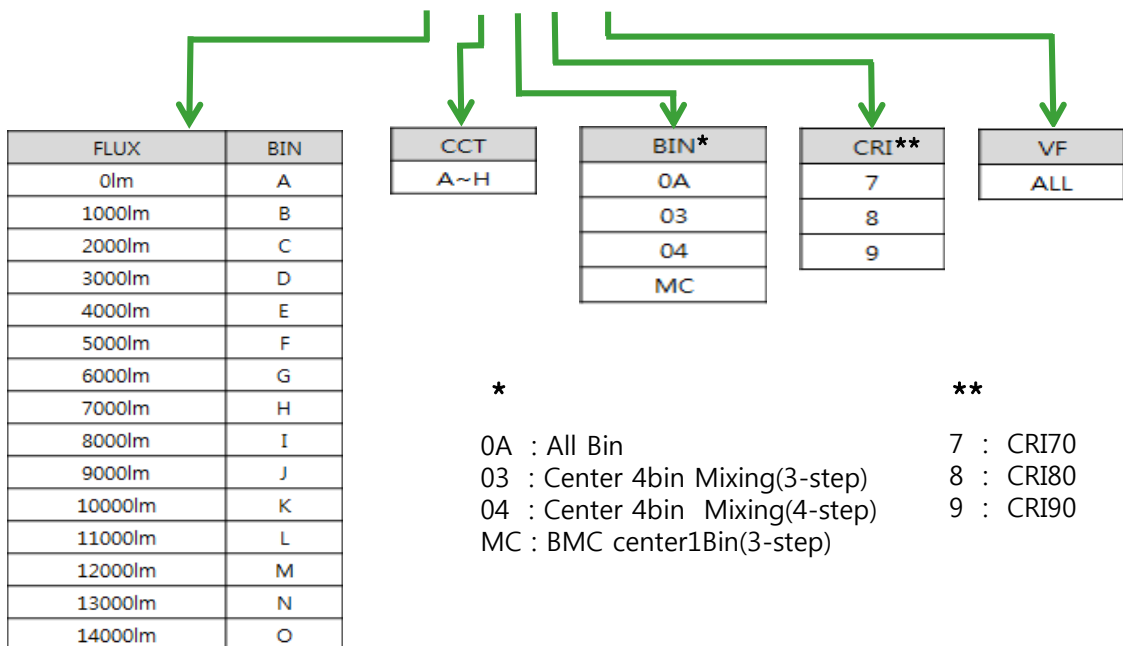 FLUX BIN
0lm A
1000lm B
2000lm C
3000lm D
4000lm E
5000lm F
6000lm G
7000lm H
8000lm I
9000lm J
10000lm K
11000lm L
12000lm M
13000lm N
14000lm O
CCT
A~H
BIN*
0A
03
04
MC
CRI**
7
8
9
VF
ALL
*
0A : All Bin
03 : Center 4bin Mixing(3-step)
04 : Center 4bin Mixing(4-step)
MC : BMC center1Bin(3-step)
**
7 : CRI70
8 : CRI80
9 : CRI90